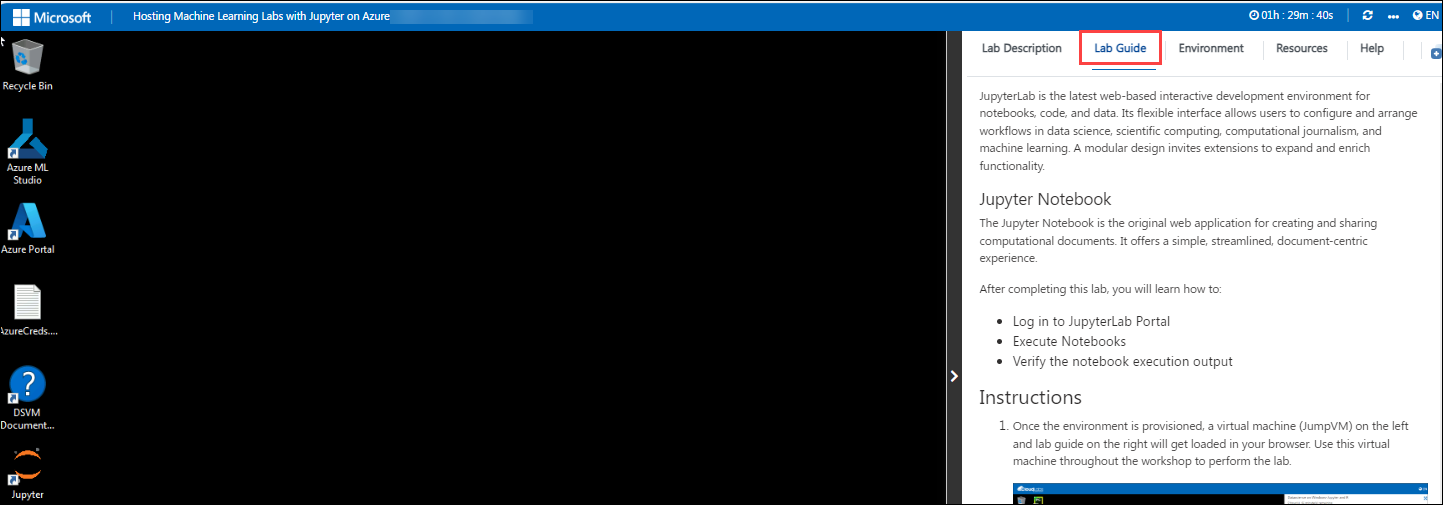 Microsoft
Hosting Machine Learning Labs with Jupyter on Azure
01h : 29m : 40s
EN
Recycle Bin
Azure ML
Studio
Azure Portal
AzureCreds....
DSVM
Document...
Jupyter
Lab Description
Lab Guide
Environment
Resources
Help
JupyterLab is the latest web-based interactive development environment for
notebooks, code, and data. Its flexible interface allows users to configure and arrange
workflows in data science, scientific computing, computational journalism, and
machine learning. A modular design invites extensions to expand and enrich
functionality.
Jupyter Notebook
The Jupyter Notebook is the original web application for creating and sharing
computational documents. It offers a simple, streamlined, document-centric
experience.
After completing this lab, you will learn how to:
• Log in to JupyterLab Portal
• Execute Notebooks
• Verify the notebook execution output
Instructions
1. Once the environment is provisioned, a virtual machine (JumpVM) on the left
and lab guide on the right will get loaded in your browser. Use this virtual
machine throughout the workshop to perform the lab.